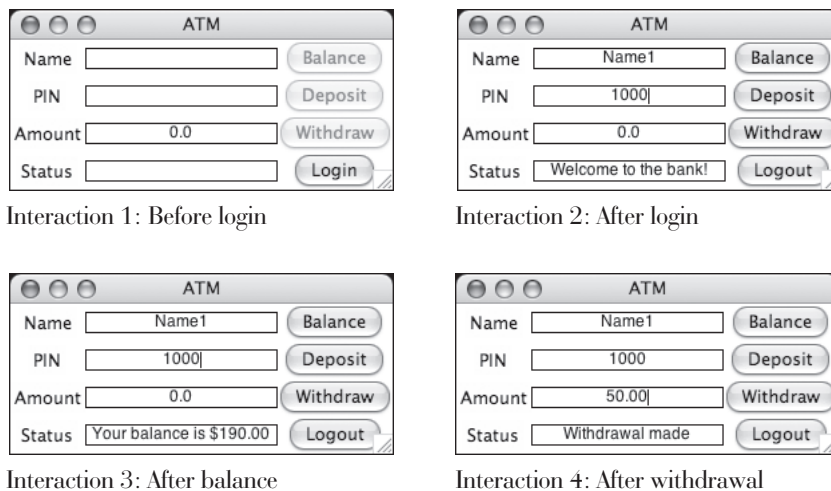 ATM
Name Balance
PIN Deposit
Amount 0.0 Withdraw
Status Login
Interaction 1: Before login
ATM
Name Name1 Balance
PIN 1000 Deposit
Amount 0.0 Withdraw
Status Welcome to the bank! Logout
Interaction 2: After login
ATM
Name Name1 Balance
PIN 1000 Deposit
Amount 0.0 Withdraw
Status Your balance is $190.00 Logout
Interaction 3: After balance
ATM
Name Name1 Balance
PIN 1000 Deposit
Amount 50.00 Withdraw
Status Withdrawal made Logout
Interaction 4: After withdrawal